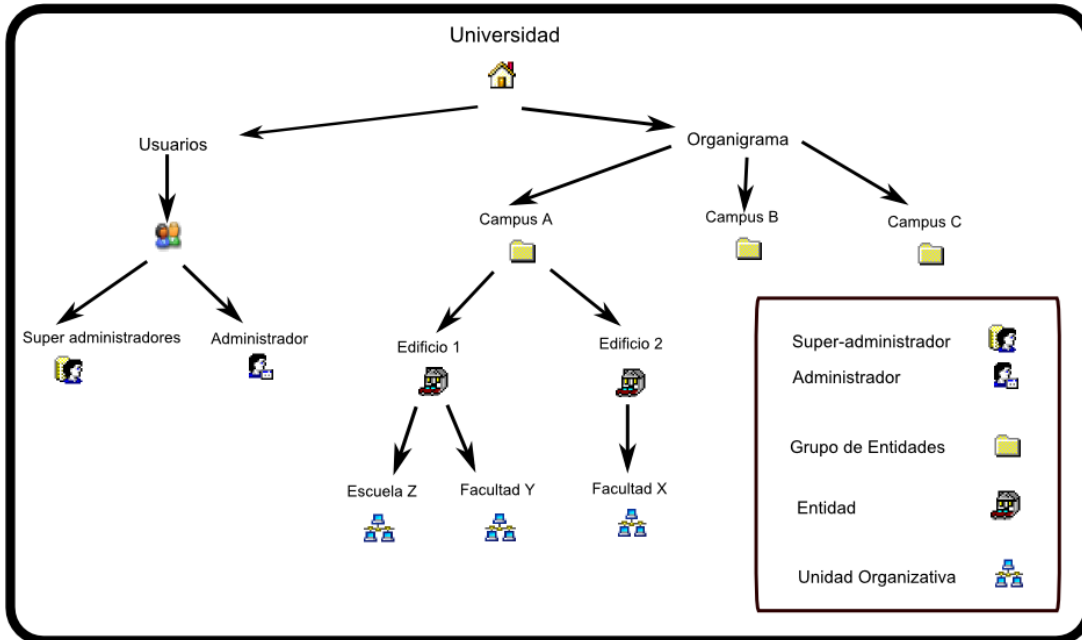 Universidad
Usuarios
Organigrama
Campus A
Campus B
Campus C
Super administradores
Administrador
Edificio 1
Edificio 2
Escuela Z
Facultad Y
Facultad X
Super-administrador
Administrador
Grupo de Entidades
Entidad
Unidad Organizativa